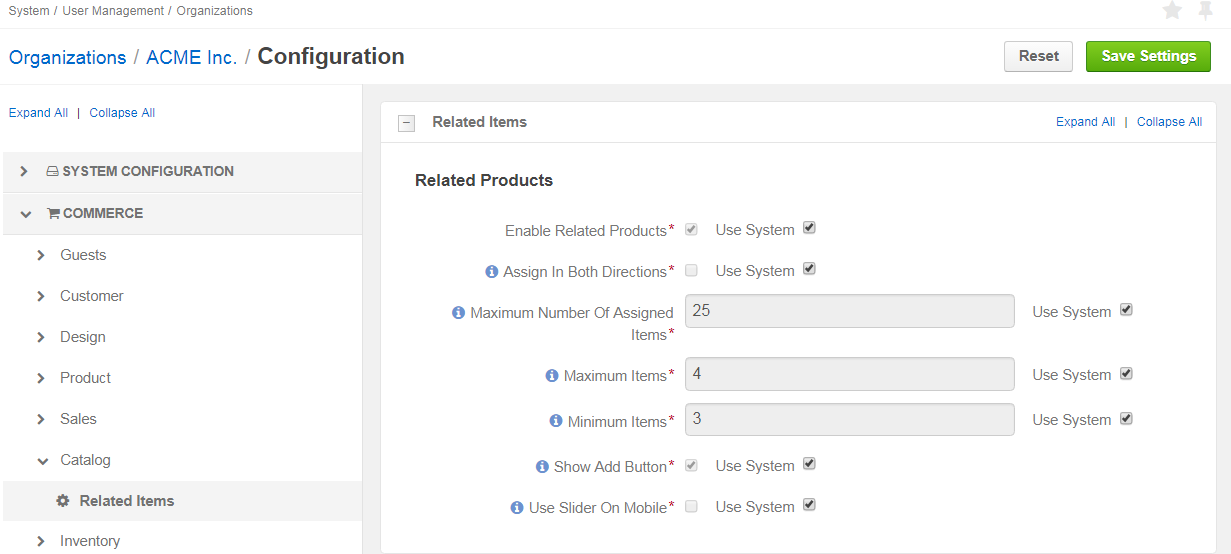 System / User Management / Organizations
Organizations / ACME Inc. / Configuration
Reset
Save Settings
Expand All | Collapse All
SYSTEM CONFIGURATION
COMMERCE
Guests
Customer
Design
Product
Sales
Catalog
Related Items
Inventory
Related Items
Expand All | Collapse All
Related Products
Enable Related Products* Use System
Assign In Both Directions* Use System
Maximum Number Of Assigned
Items*
25
Use System
Maximum Items* 4 Use System
Minimum Items* 3 Use System
Show Add Button* Use System
Use Slider On Mobile* Use System